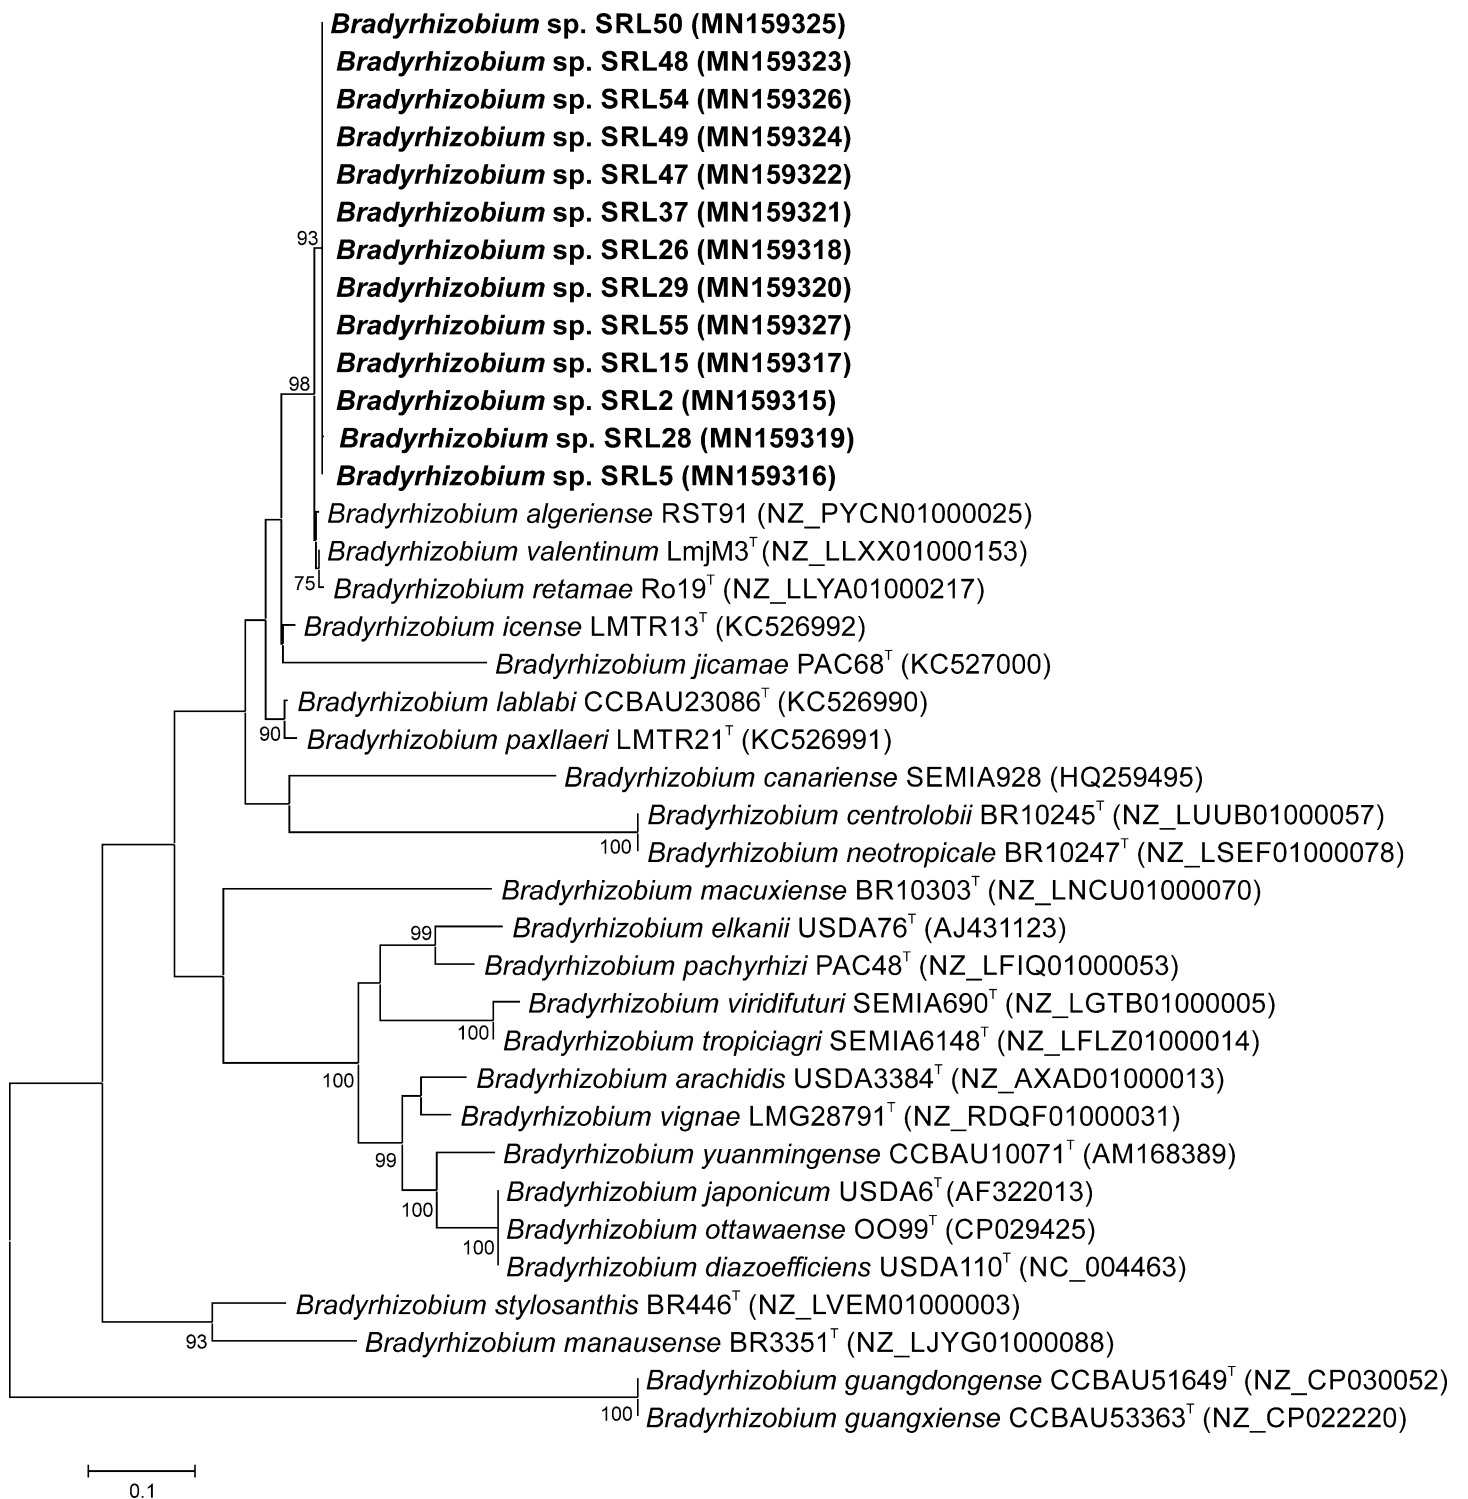 Bradyrhizobium sp. SRL50 (MN159325)
Bradyrhizobium sp. SRL48 (MN159323)
Bradyrhizobium sp. SRL54 (MN159326)
Bradyrhizobium sp. SRL49 (MN159324)
Bradyrhizobium sp. SRL47 (MN159322)
Bradyrhizobium sp. SRL37 (MN159321)
93
Bradyrhizobium sp. SRL26 (MN159318)
Bradyrhizobium sp. SRL29 (MN159320)
Bradyrhizobium sp. SRL55 (MN159327)
Bradyrhizobium sp. SRL15 (MN159317)
98
Bradyrhizobium sp. SRL2 (MN159315)
Bradyrhizobium sp. SRL28 (MN159319)
Bradyrhizobium sp. SRL5 (MN159316)
Bradyrhizobium algeriense RST91 (NZ_PYCN01000025)
Bradyrhizobium valentinum LmjM3T (NZ_LLXX01000153)
75
Bradyrhizobium retamae Ro19T (NZ_LLYA01000217)
Bradyrhizobium icense LMTR13T (KC526992)
Bradyrhizobium jicamae PAC68T (KC527000)
Bradyrhizobium lablabi CCBAU23086T (KC526990)
90
Bradyrhizobium paxllaeri LMTR21T (KC526991)
Bradyrhizobium canariense SEMIA928 (HQ259495)
Bradyrhizobium centrolobii BR10245T (NZ_LUUB01000057)
100
Bradyrhizobium neotropicale BR10247T (NZ_LSEF01000078)
Bradyrhizobium macuxiense BR10303T (NZ_LNCU01000070)
99
Bradyrhizobium elkanii USDA76T (AJ431123)
Bradyrhizobium pachyrhizi PAC48T (NZ_LFIQ01000053)
Bradyrhizobium viridifuturi SEMIA690T (NZ_LGTB01000005)
100
Bradyrhizobium tropiciagri SEMIA6148T (NZ_LFLZ01000014)
100
Bradyrhizobium arachidis USDA3384T (NZ_AXAD01000013)
Bradyrhizobium vignae LMG28791T (NZ_RDQF01000031)
99
Bradyrhizobium yuanmingense CCBAU10071T (AM168389)
Bradyrhizobium japonicum USDA6T (AF322013)
100
Bradyrhizobium ottawaense OO99T (CP029425)
100
Bradyrhizobium diazoefficiens USDA110T (NC_004463)
Bradyrhizobium stylosanthis BR446T (NZ_LVEM01000003)
93
Bradyrhizobium manausense BR3351T (NZ_LJYG01000088)
Bradyrhizobium guangdongense CCBAU51649T (NZ_CP030052)
100
Bradyrhizobium guangxiense CCBAU53363T (NZ_CP022220)
0.1